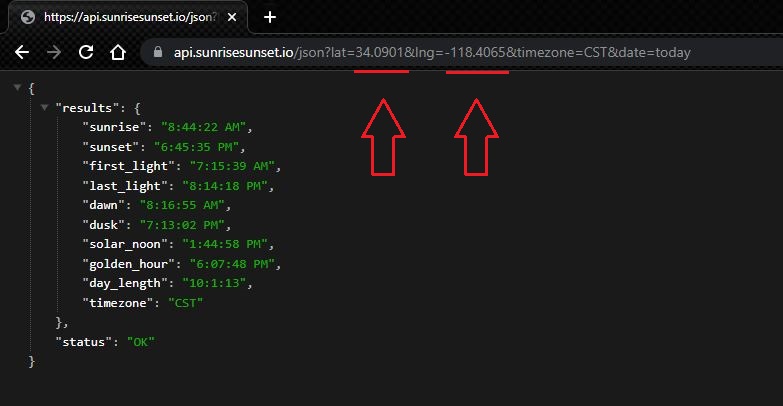 https://api.sunrisesunset.io/json?
api.sunrisesunset.io/json?lat=34.0901&lng=-118.4065&timezone=CST&date=today
{
"results": {
"sunrise": "8:44:22 AM",
"sunset": "6:45:35 PM",
"first_light": "7:15:39 AM",
"last_light": "8:14:18 PM",
"dawn": "8:16:55 AM",
"dusk": "7:13:02 PM",
"solar_noon": "1:44:58 PM",
"golden_hour": "6:07:48 PM",
"day_length": "10:1:13",
"timezone": "CST"
},
"status": "OK"
}